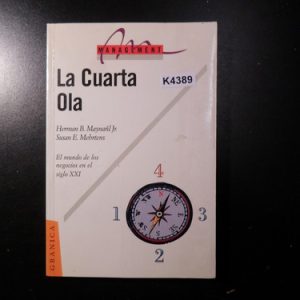 MANAGEMENT
La Cuarta
Ola
K4389
Hernan B. Maynard Jr.
Susan E. Mehrtens
El mundo de los
negocios en el
siglo XXI
4
1
3
2
GRANICA